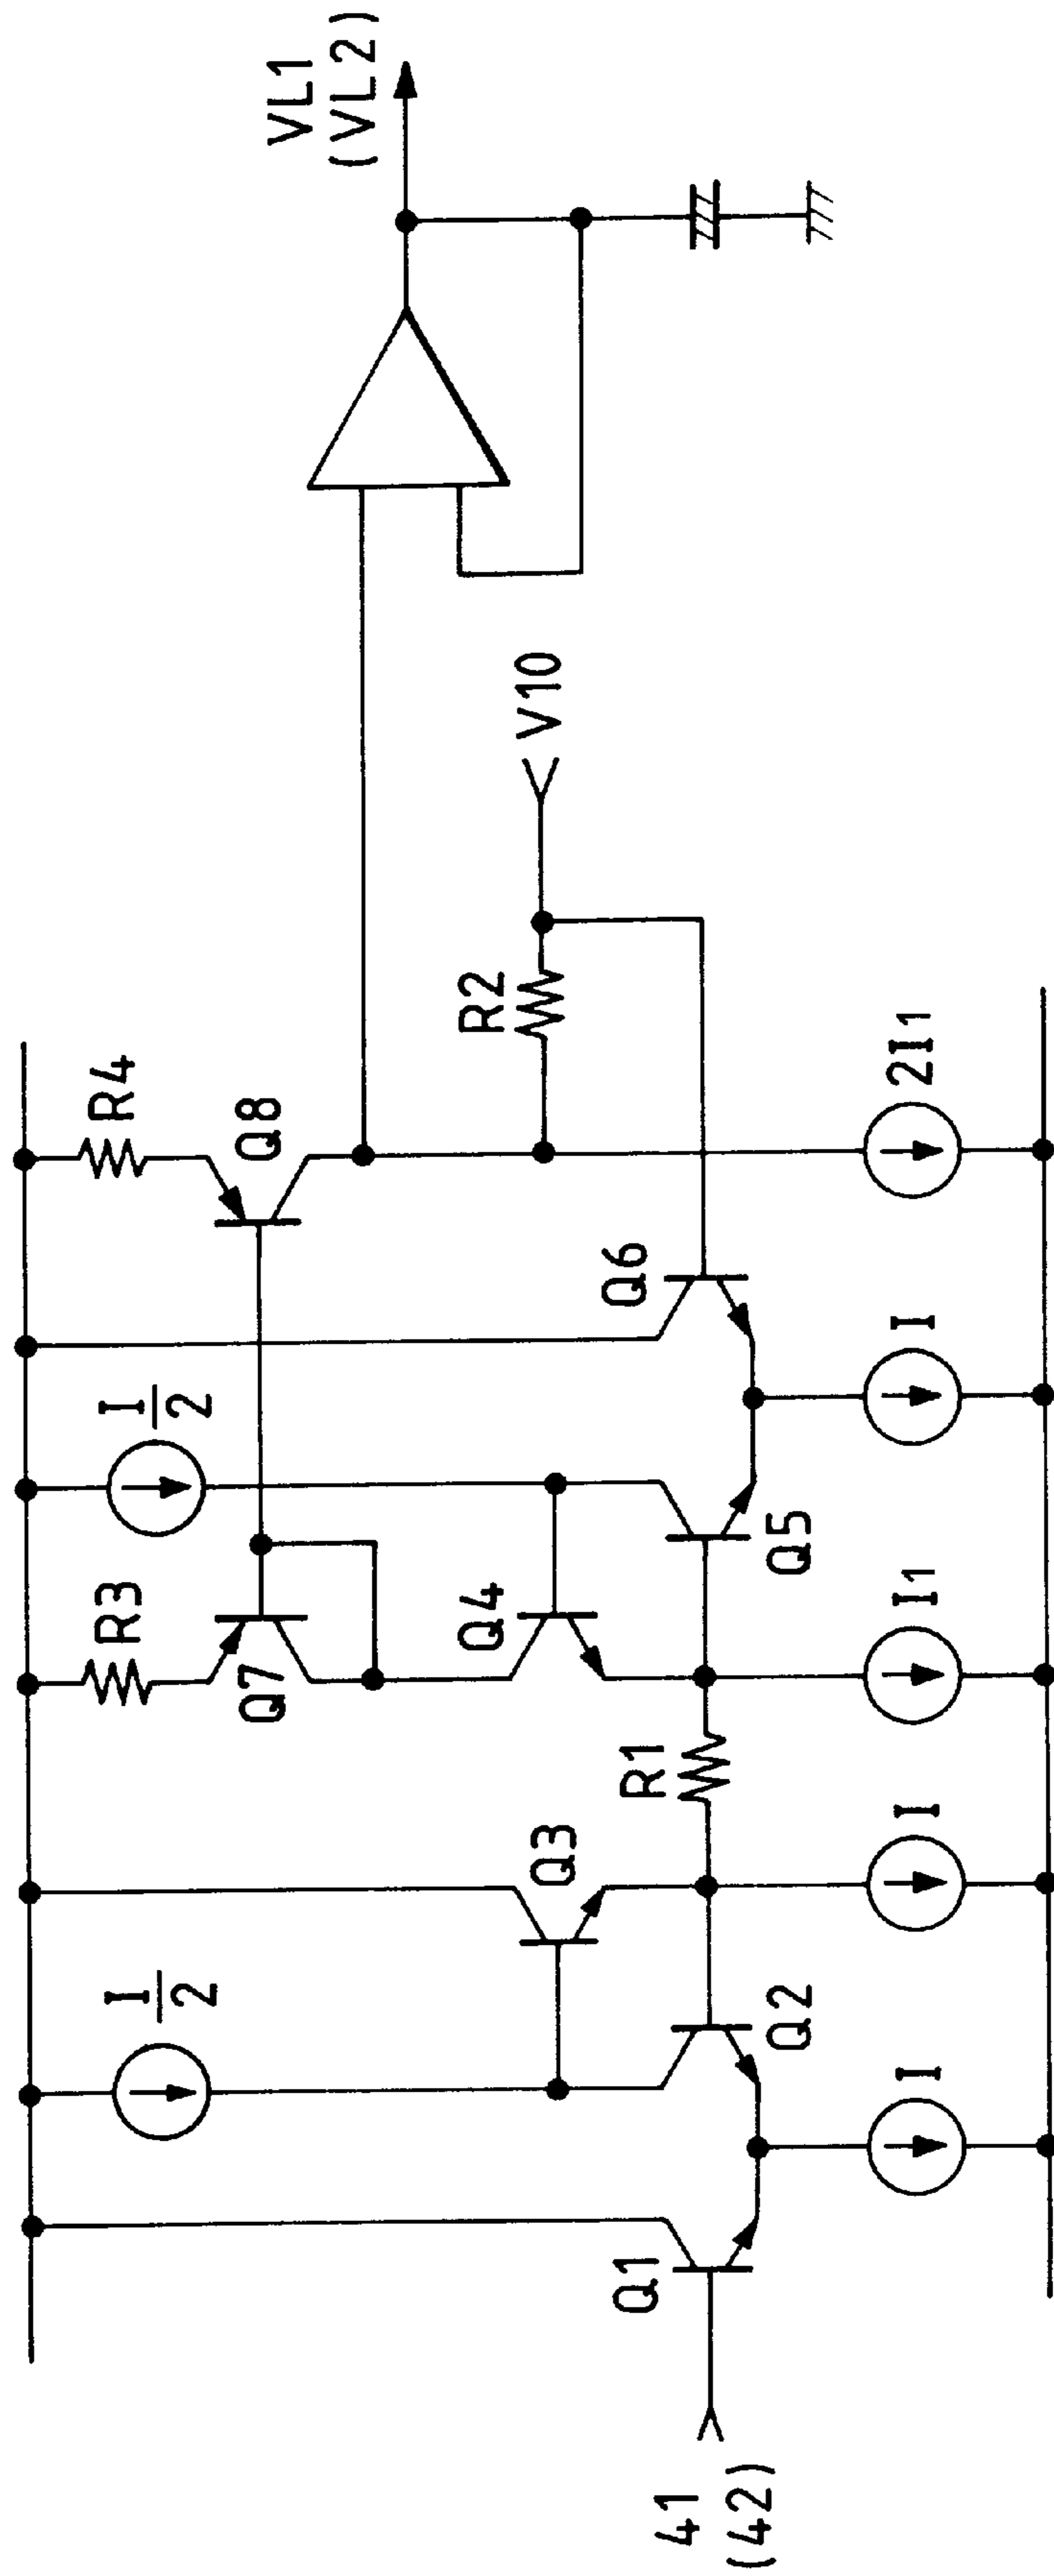 41
(42)
Q1
I/2
Q2
I
Q3
I
R1
R3
Q7
Q4
I1
I/2
Q5
I
Q6
R4
Q8
2I1
R2
V10
VL1
(VL2)